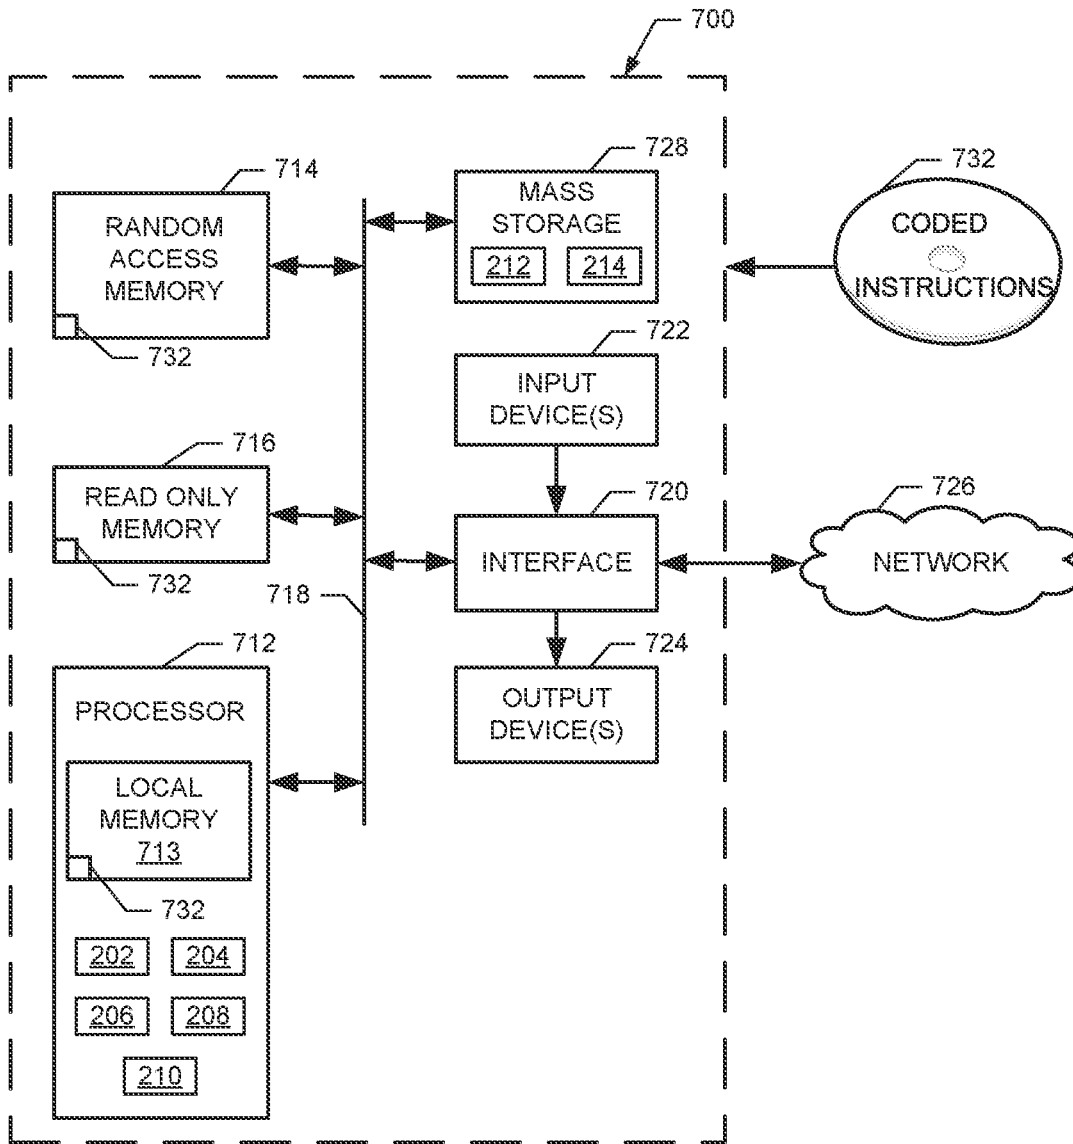 700
714
RANDOM
ACCESS
MEMORY
732
728
MASS
STORAGE
212 214
732
CODED
INSTRUCTIONS
722
INPUT
DEVICE(S)
716
READ ONLY
MEMORY
732
720
INTERFACE
726
NETWORK
718
712
PROCESSOR
LOCAL
MEMORY
713
732
202 204
206 208
210
724
OUTPUT
DEVICE(S)